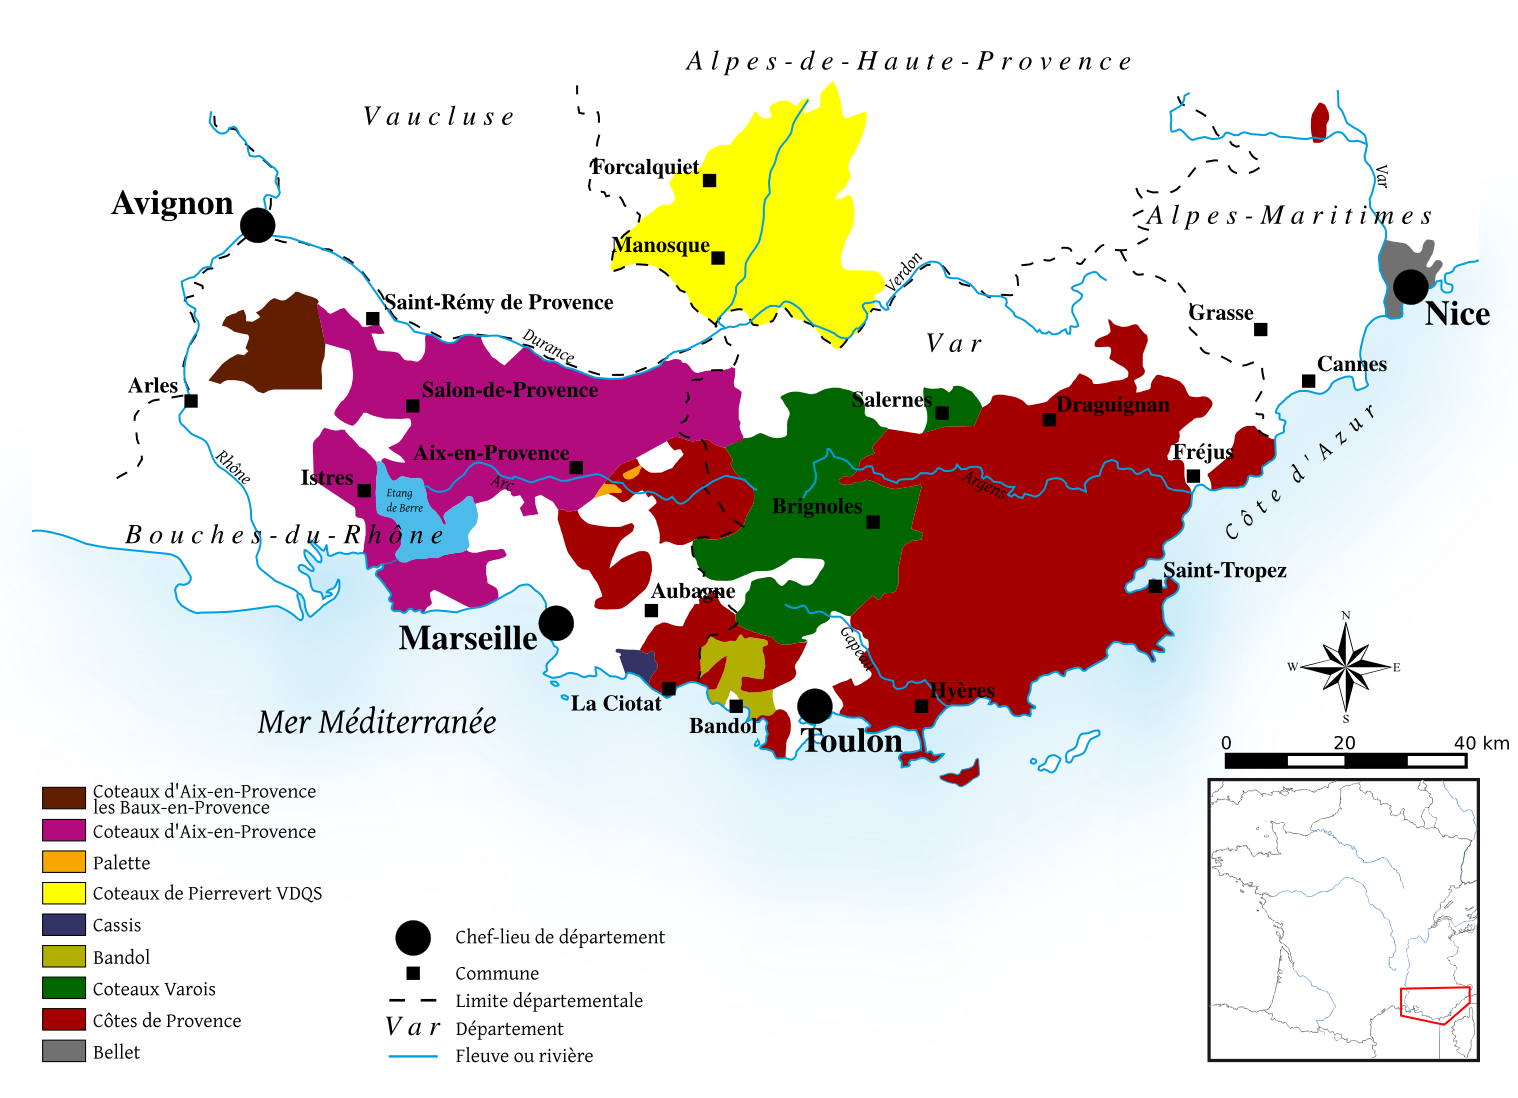 Alpes-de-Haute-Provence
Vaucluse
Forcalquiet
Var
Avignon
Alpes-Maritimes
Manosque
Verdon
Saint-Rémy de Provence
Nice
Grasse
Durance
Var
Cannes
Arles
Salon-de-Provence
Salernes
Draguignan
Côte d'Azur
Aix-en-Provence
Fréjus
Rhône
Istres
Arc
Argens
Etang
de Berre
Brignoles
Bouches-du-Rhône
Saint-Tropez
Aubagne
Marseille
Gapeau
N
W
E
S
La Ciotat
Hyères
Mer Méditerranée
Bandol
Toulon
0 20 40 km
Coteaux d'Aix-en-Provence
les Baux-en-Provence
Coteaux d'Aix-en-Provence
Palette
Coteaux de Pierrevert VDQS
Cassis
Bandol
Coteaux Varois
Côtes de Provence
Bellet
Chef-lieu de département
Commune
Limite départementale
Var Département
Fleuve ou rivière